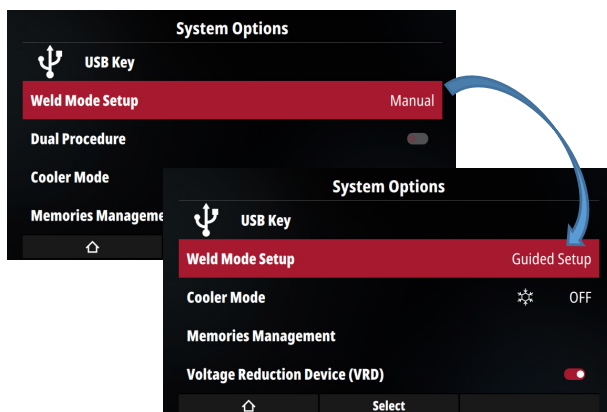 System Options
USB Key
Weld Mode Setup Manual
Dual Procedure
Cooler Mode
Memories Manageme
System Options
USB Key
Weld Mode Setup Guided Setup
Cooler Mode OFF
Memories Management
Voltage Reduction Device (VRD)
Select